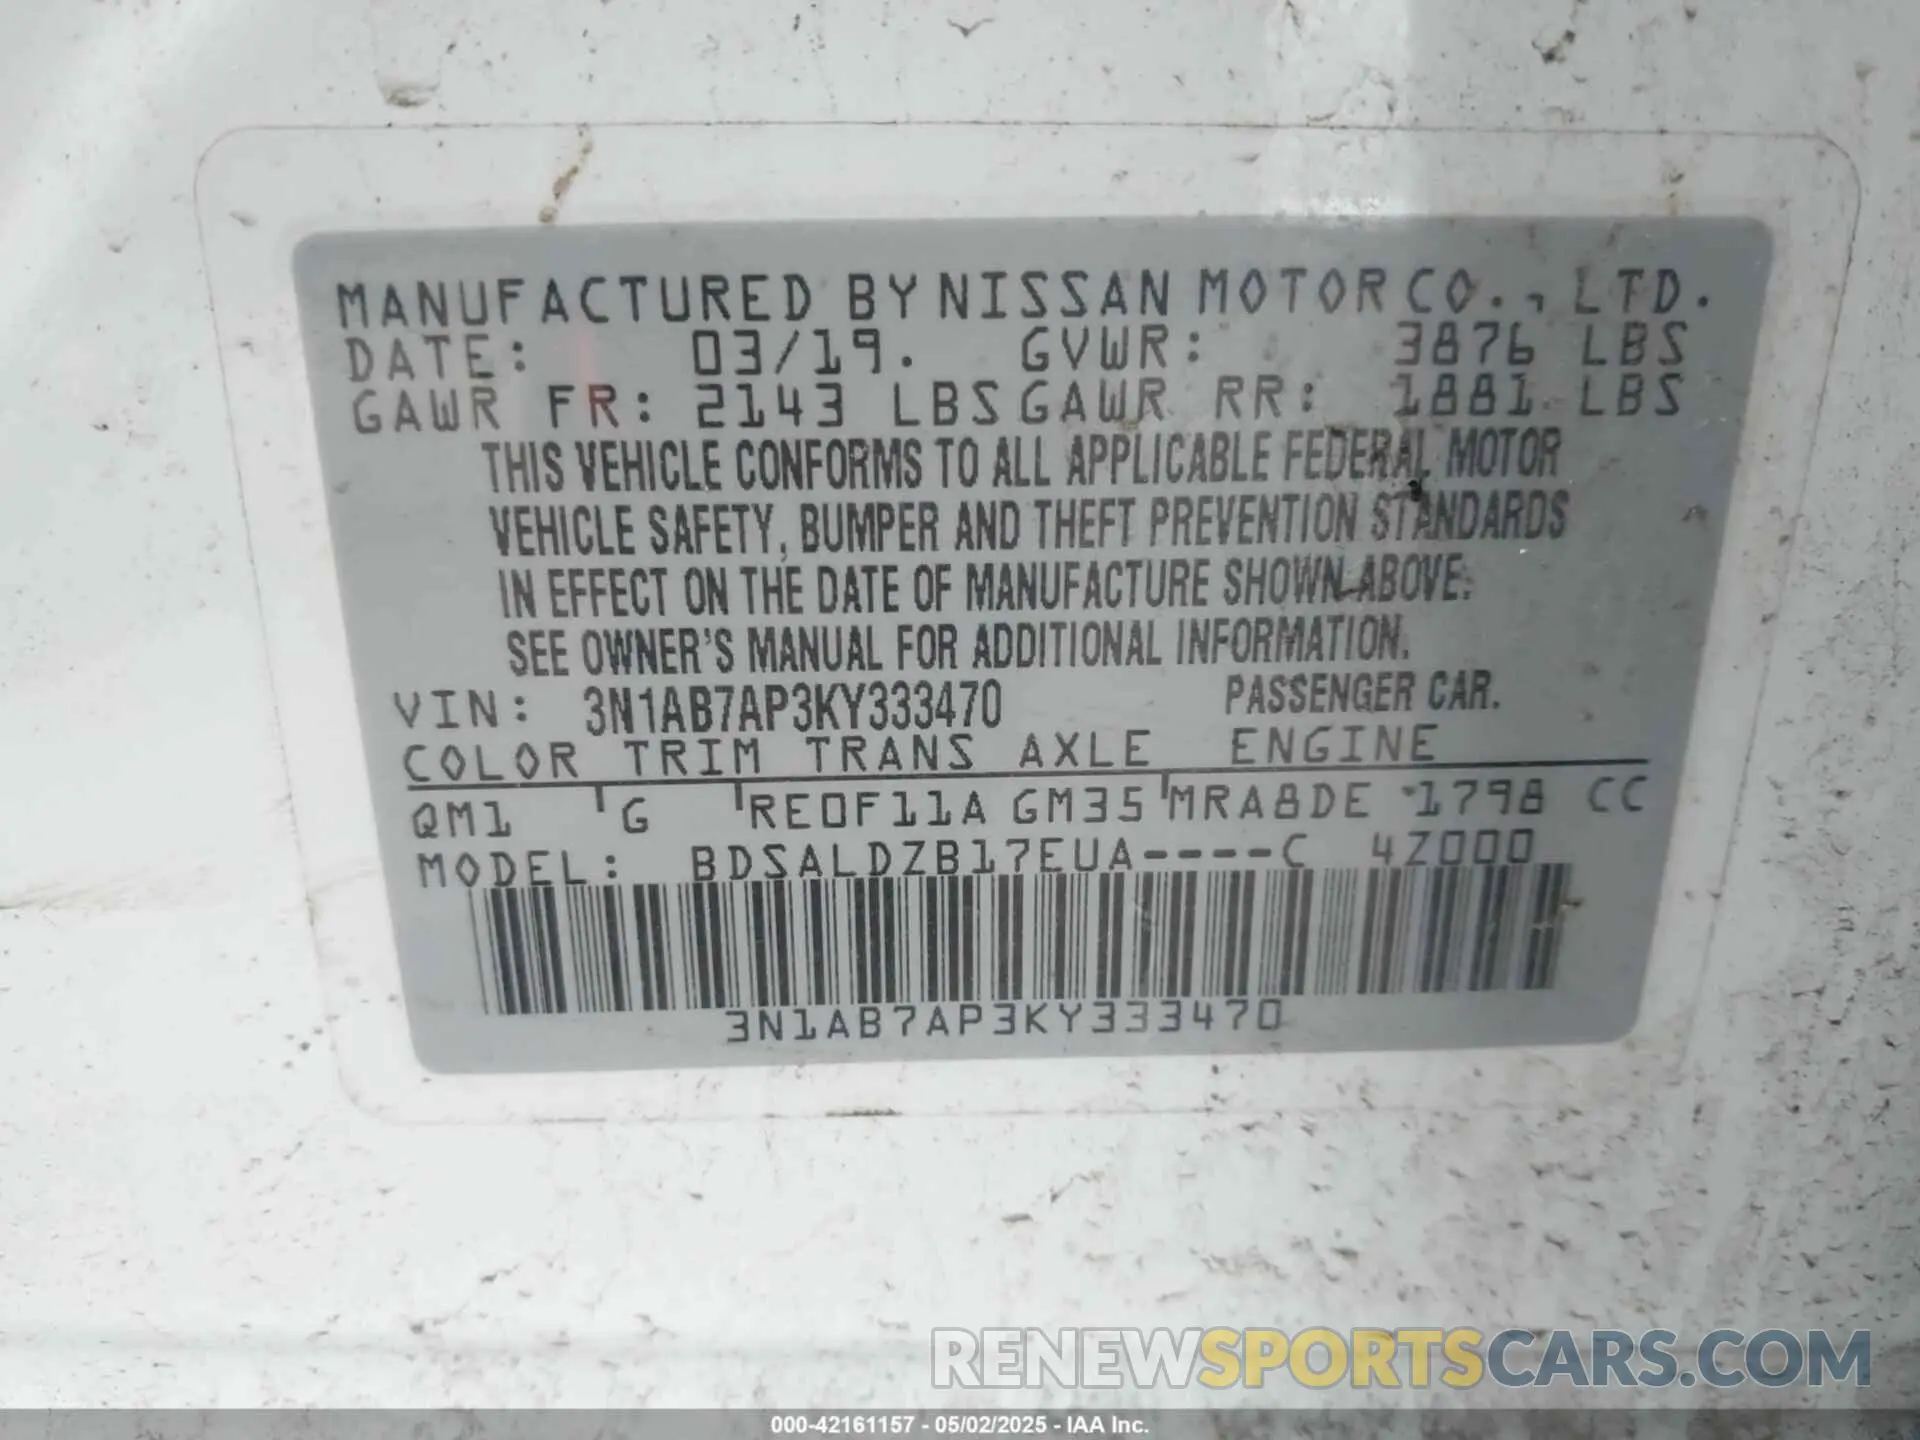 MANUFACTURED BY NISSAN MOTOR CO., LTD.
DATE: 03/19. GVWR: 3876 LBS
GAWR FR: 2143 LBS GAWR RR: 1881 LBS
THIS VEHICLE CONFORMS TO ALL APPLICABLE FEDERAL MOTOR
VEHICLE SAFETY, BUMPER AND THEFT PREVENTION STANDARDS
IN EFFECT ON THE DATE OF MANUFACTURE SHOWN ABOVE.
SEE OWNER'S MANUAL FOR ADDITIONAL INFORMATION.
VIN: 3N1AB7AP3KY333470 PASSENGER CAR.
COLOR TRIM TRANS AXLE ENGINE
QM1 G RE0F11A GM35 MRA8DE 1798 CC
MODEL: BDSALDZB17EUA----C 4Z000
3N1AB7AP3KY333470
RENEWSPORTSCARS.COM
000-42161157 - 05/02/2025 - IAA Inc.